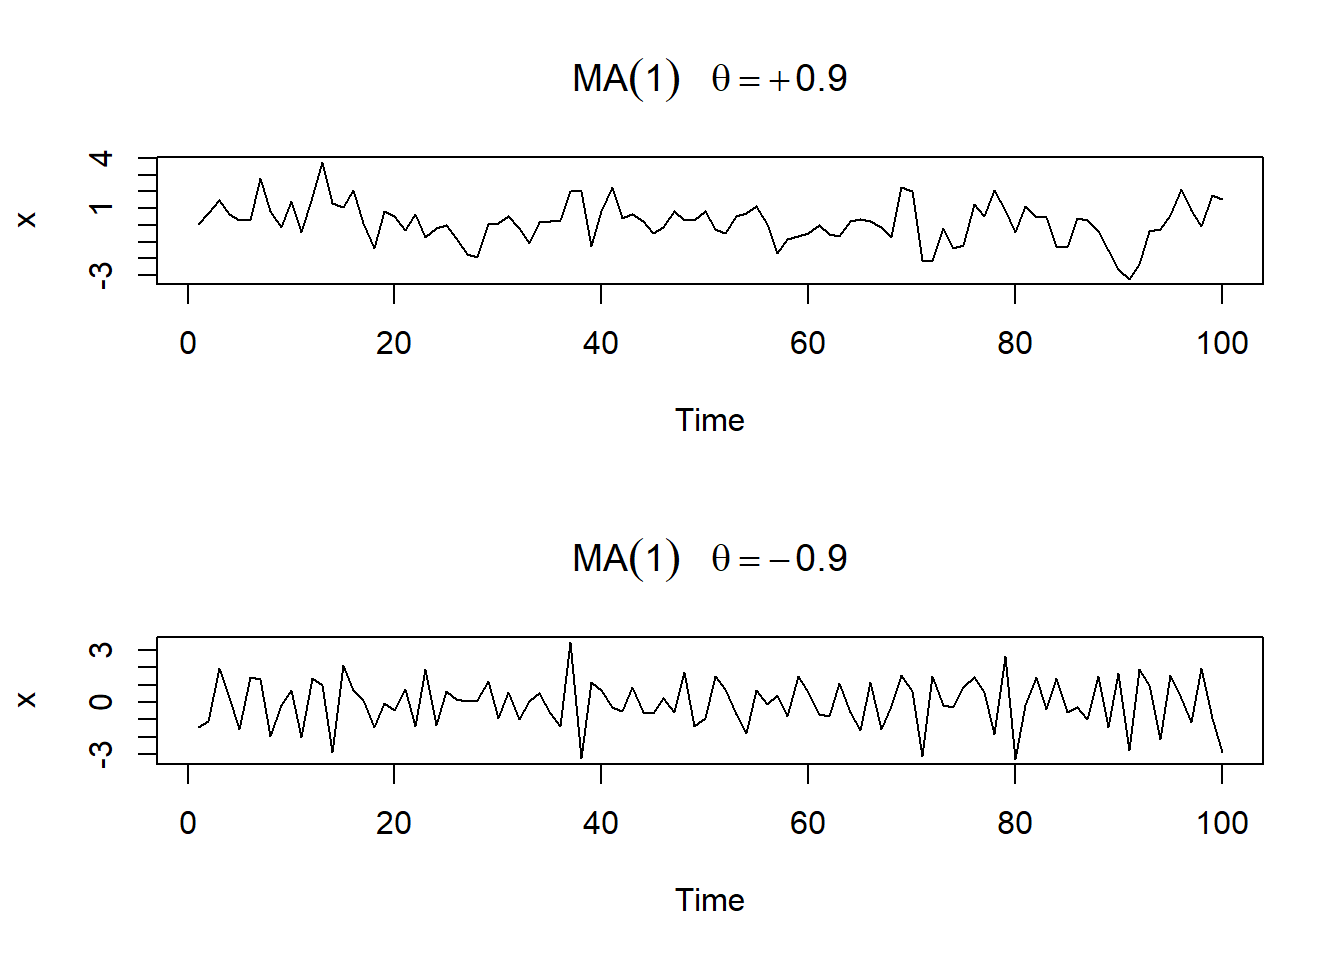 MA(1) θ = +0.9
4
1
-3
x
0 20 40 60 80 100
Time
MA(1) θ = −0.9
3
0
-3
x
0 20 40 60 80 100
Time